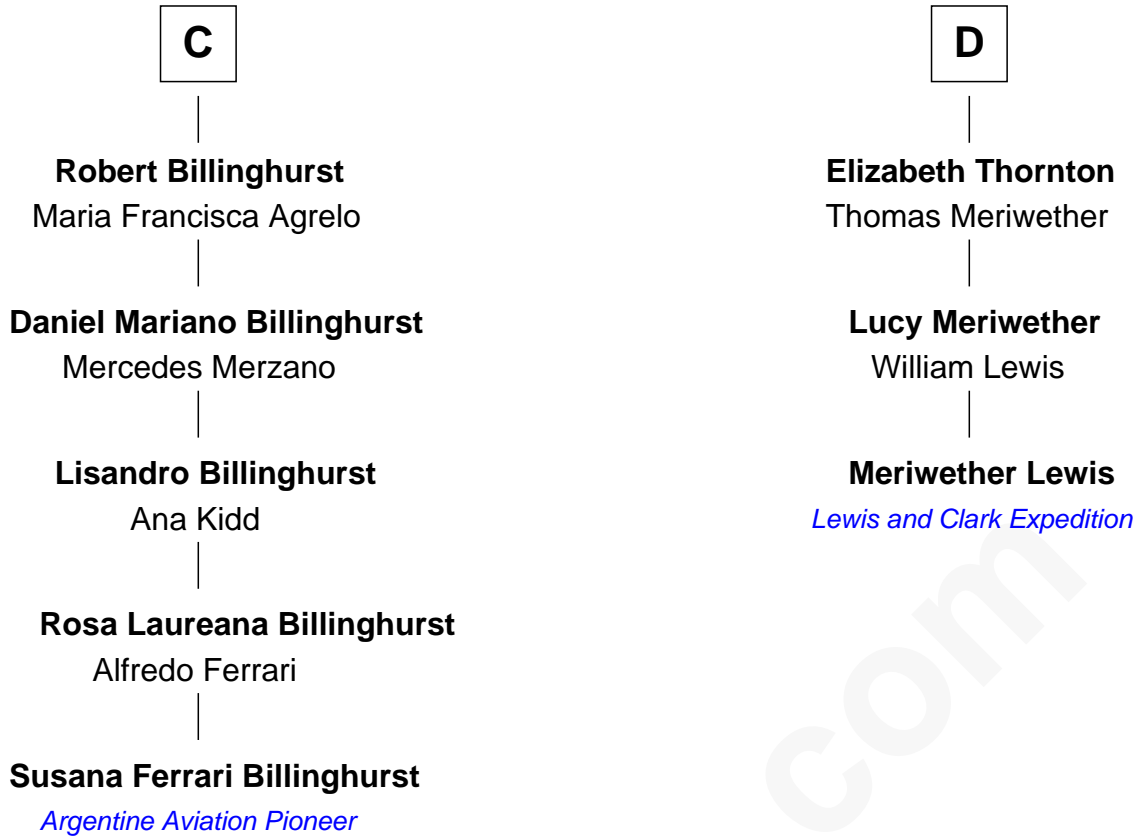 C
Robert Billinghurst
Maria Francisca Agrelo
Daniel Mariano Billinghurst
Mercedes Merzano
Lisandro Billinghurst
Ana Kidd
Rosa Laureana Billinghurst
Alfredo Ferrari
Susana Ferrari Billinghurst
Argentine Aviation Pioneer
D
Elizabeth Thornton
Thomas Meriwether
Lucy Meriwether
William Lewis
Meriwether Lewis
Lewis and Clark Expedition
com